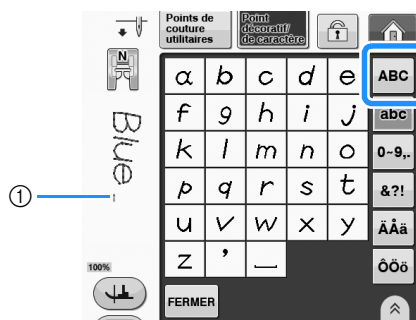 Points de couture utilitaires
Point décoratif/ de caractère
N
a b c d e
ABC
f g h i j
abc
k l m n o
0~9,.
p q r s t
&?!
u v w x y
ÄÅä
z ' _
ÔÖö
Blue
①
100%
FERMER